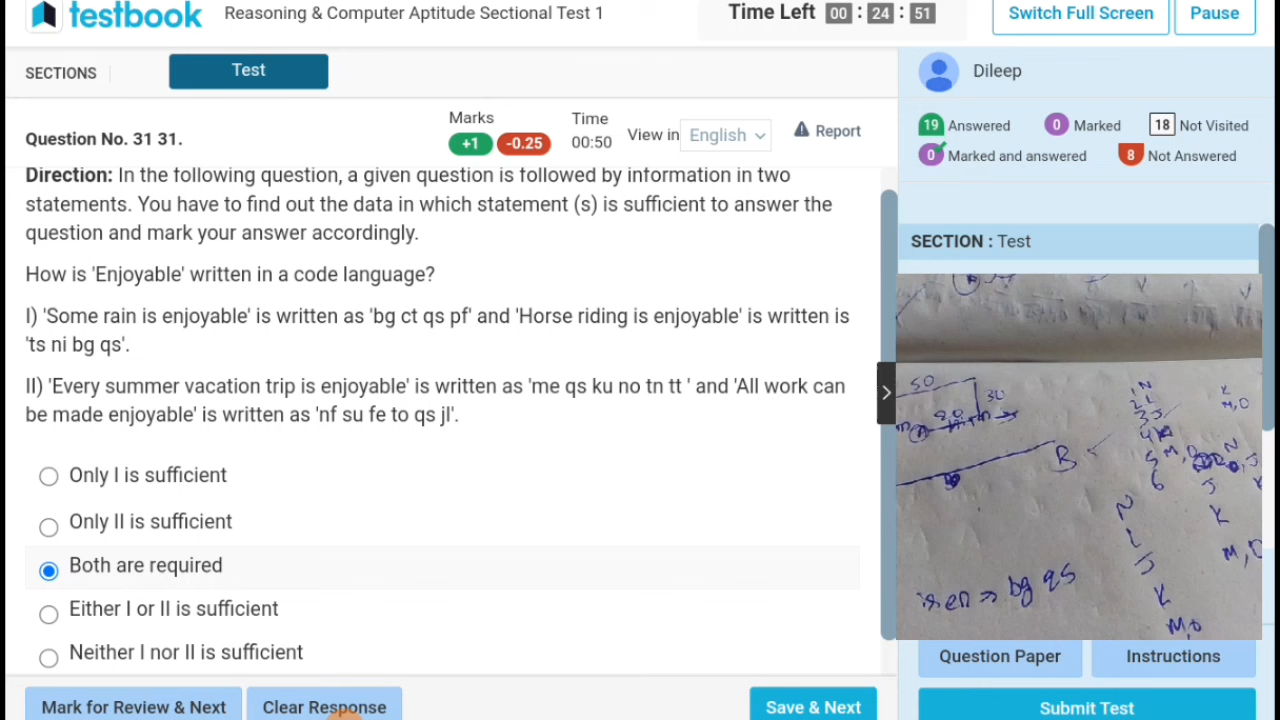 testbook
Reasoning & Computer Aptitude Sectional Test 1
Time Left 00 : 24 : 51
Switch Full Screen
Pause
SECTIONS
Test
Dileep
Question No. 31 31.
Marks
+1 -0.25
Time
00:50
View in English
Report
19 Answered
0 Marked
18 Not Visited
0 Marked and answered
8 Not Answered
Direction: In the following question, a given question is followed by information in two
statements. You have to find out the data in which statement (s) is sufficient to answer the
question and mark your answer accordingly.
How is 'Enjoyable' written in a code language?
I) 'Some rain is enjoyable' is written as 'bg ct qs pf' and 'Horse riding is enjoyable' is written is
'ts ni bg qs'.
II) 'Every summer vacation trip is enjoyable' is written as 'me qs ku no tn tt ' and 'All work can
be made enjoyable' is written as 'nf su fe to qs jl'.
Only I is sufficient
Only II is sufficient
Both are required
Either I or II is sufficient
Neither I nor II is sufficient
SECTION : Test
50
30
B
N
L
J
K
M, D
is en => bg qs
Mark for Review & Next
Clear Response
Save & Next
Question Paper
Instructions
Submit Test